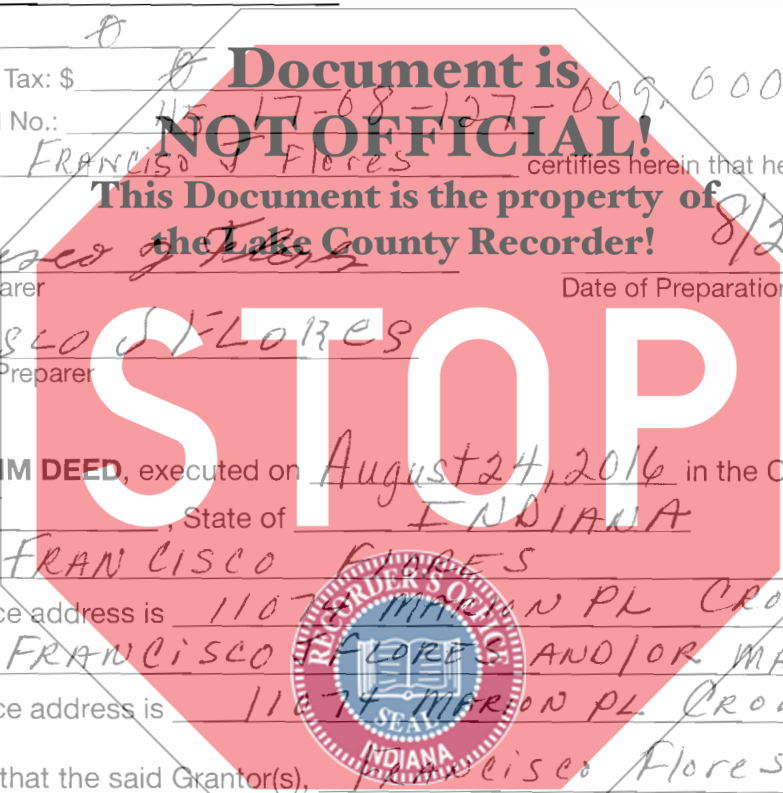 0
Tax: $ 0
Document is
No.: 45-17-08-127-009.000
NOT OFFICIAL!
Francisco J Flores certifies herein that he
This Document is the property of
8/2
the Lake County Recorder!
arer
Date of Preparation
sco J Flores
Preparer
STOP
IM DEED, executed on August 24, 2016 in the C
, State of INDIANA
FRANCISCO FLORES
ce address is 11074 MARION PL CRO
FRANCISCO J FLORES AND/OR MA
ce address is 11074 MARION PL CROW
RECORDER'S OFFICE
SEAL
INDIANA
that the said Grantor(s), Francisco Flores